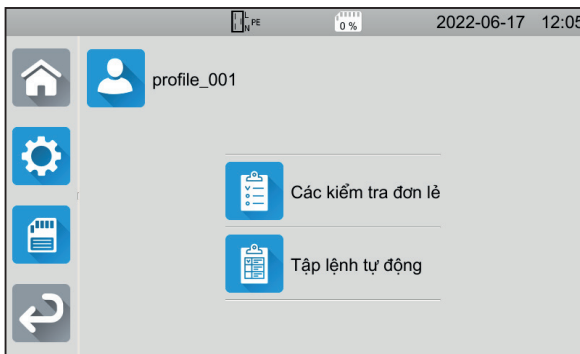 L
N PE
0 %
2022-06-17 12:05
profile_001
Các kiểm tra đơn lẻ
Tập lệnh tự động